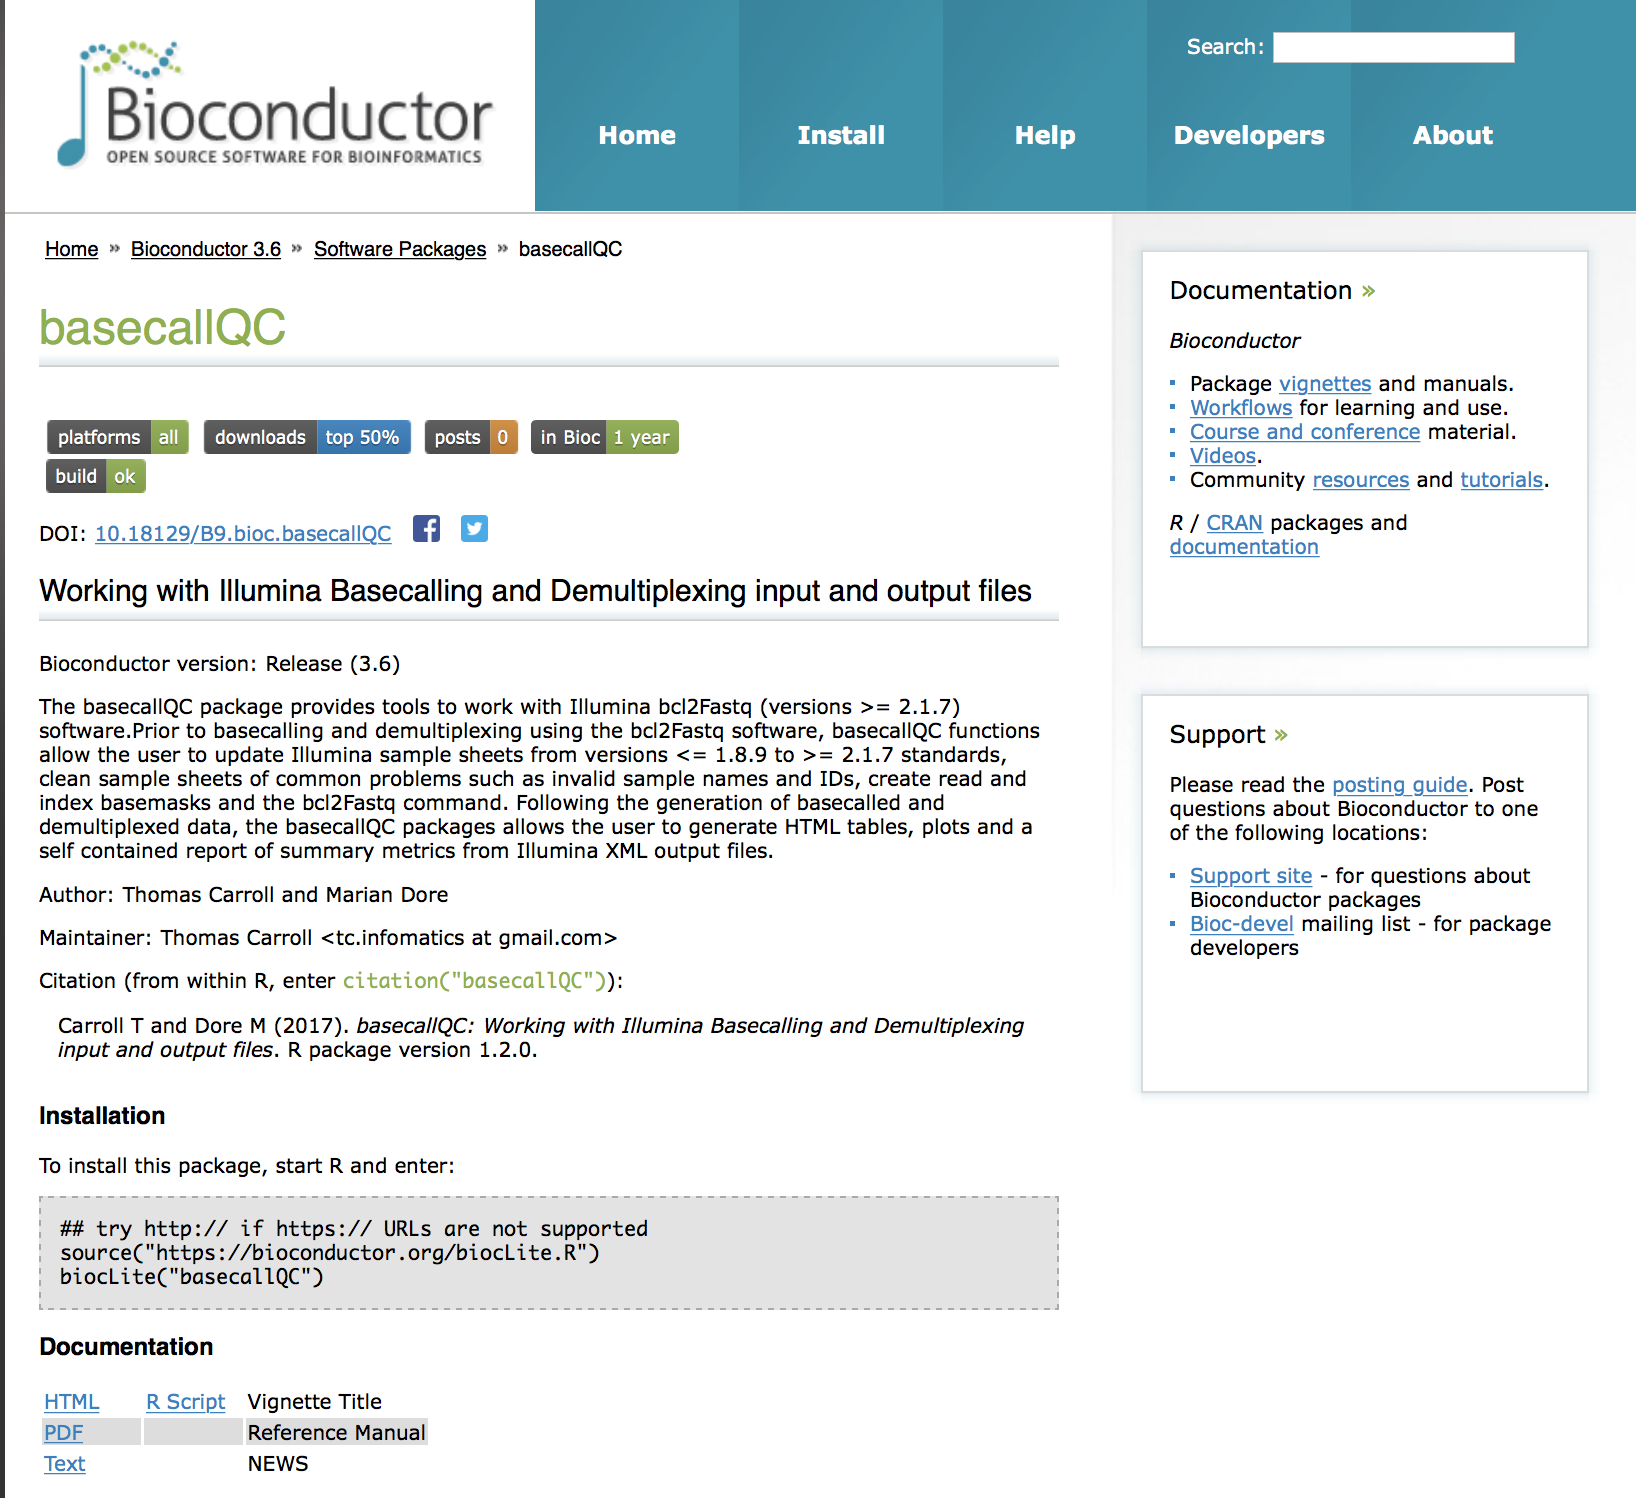 Bioconductor
OPEN SOURCE SOFTWARE FOR BIOINFORMATICS
Search:
Home Install Help Developers About
Home » Bioconductor 3.6 » Software Packages » basecallQC
basecallQC
platforms all downloads top 50% posts 0 in Bioc 1 year
build ok
DOI: 10.18129/B9.bioc.basecallQC
Working with Illumina Basecalling and Demultiplexing input and output files
Bioconductor version: Release (3.6)
The basecallQC package provides tools to work with Illumina bcl2Fastq (versions >= 2.1.7)
software.Prior to basecalling and demultiplexing using the bcl2Fastq software, basecallQC functions
allow the user to update Illumina sample sheets from versions <= 1.8.9 to >= 2.1.7 standards,
clean sample sheets of common problems such as invalid sample names and IDs, create read and
index basemasks and the bcl2Fastq command. Following the generation of basecalled and
demultiplexed data, the basecallQC packages allows the user to generate HTML tables, plots and a
self contained report of summary metrics from Illumina XML output files.
Author: Thomas Carroll and Marian Dore
Maintainer: Thomas Carroll <tc.infomatics at gmail.com>
Citation (from within R, enter citation("basecallQC")):
Carroll T and Dore M (2017). basecallQC: Working with Illumina Basecalling and Demultiplexing
input and output files. R package version 1.2.0.
Installation
To install this package, start R and enter:
## try http:// if https:// URLs are not supported
source("https://bioconductor.org/biocLite.R")
biocLite("basecallQC")
Documentation
HTML R Script Vignette Title
PDF Reference Manual
Text NEWS
Documentation »
Bioconductor
Package vignettes and manuals.
Workflows for learning and use.
Course and conference material.
Videos.
Community resources and tutorials.
R / CRAN packages and
documentation
Support »
Please read the posting guide. Post
questions about Bioconductor to one
of the following locations:
Support site - for questions about
Bioconductor packages
Bioc-devel mailing list - for package
developers